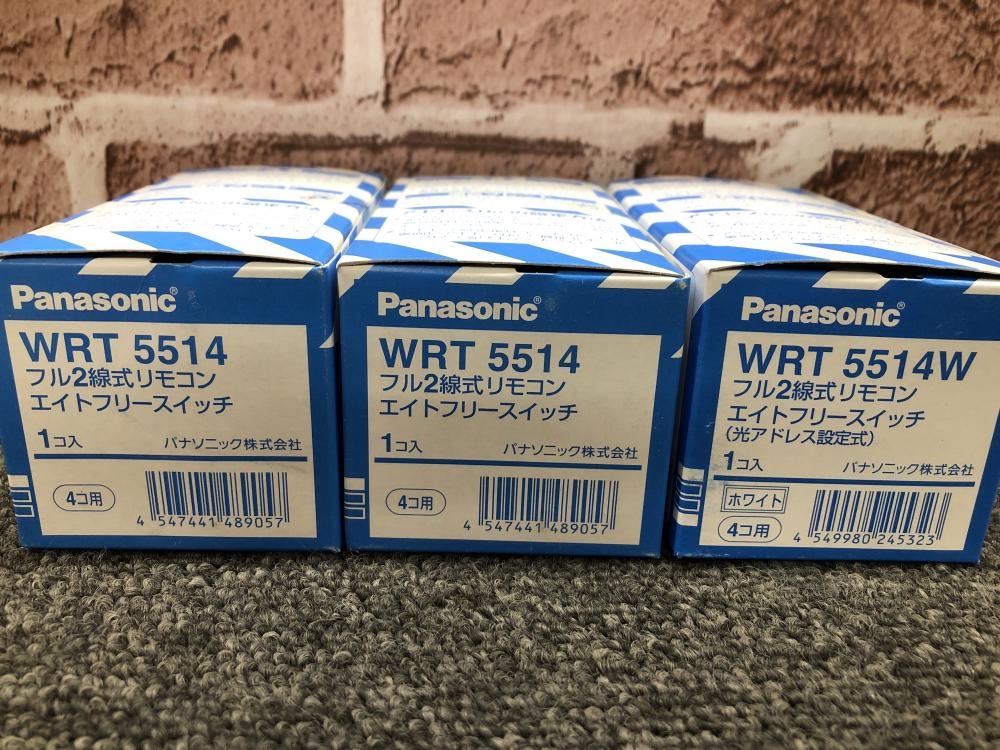 Panasonic®
WRT 5514
フル2線式リモコン
エイトフリースイッチ
1コ入 パナソニック株式会社
4コ用
4 547441 489057
Panasonic®
WRT 5514
フル2線式リモコン
エイトフリースイッチ
1コ入 パナソニック株式会社
4コ用
4 547441 489057
Panasonic®
WRT 5514W
フル2線式リモコン
エイトフリースイッチ
(光アドレス設定式)
1コ入 パナソニック株式会社
ホワイト
4コ用
4 549980 245323